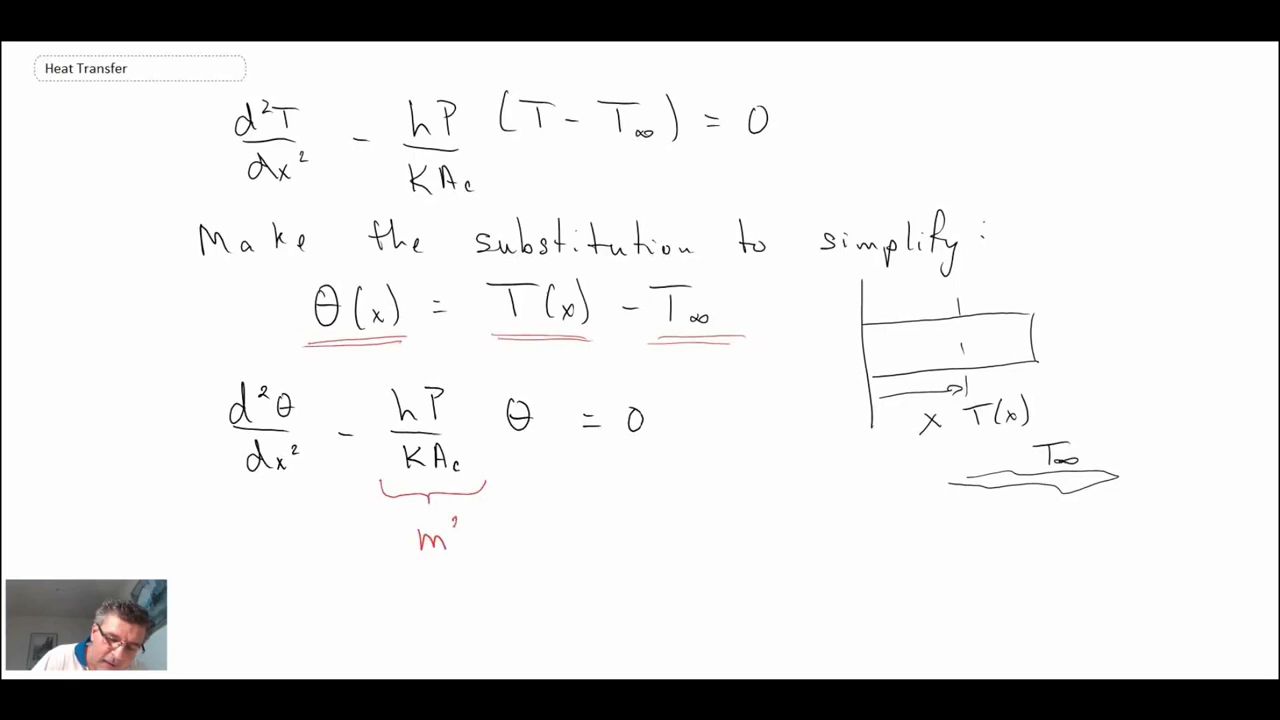 Heat Transfer
d²T/dx² - hP/KAc (T - T∞) = 0
Make the substitution to simplify:
θ(x) = T(x) - T∞
d²θ/dx² - hP/KAc θ = 0
x T(x)
T∞
m²